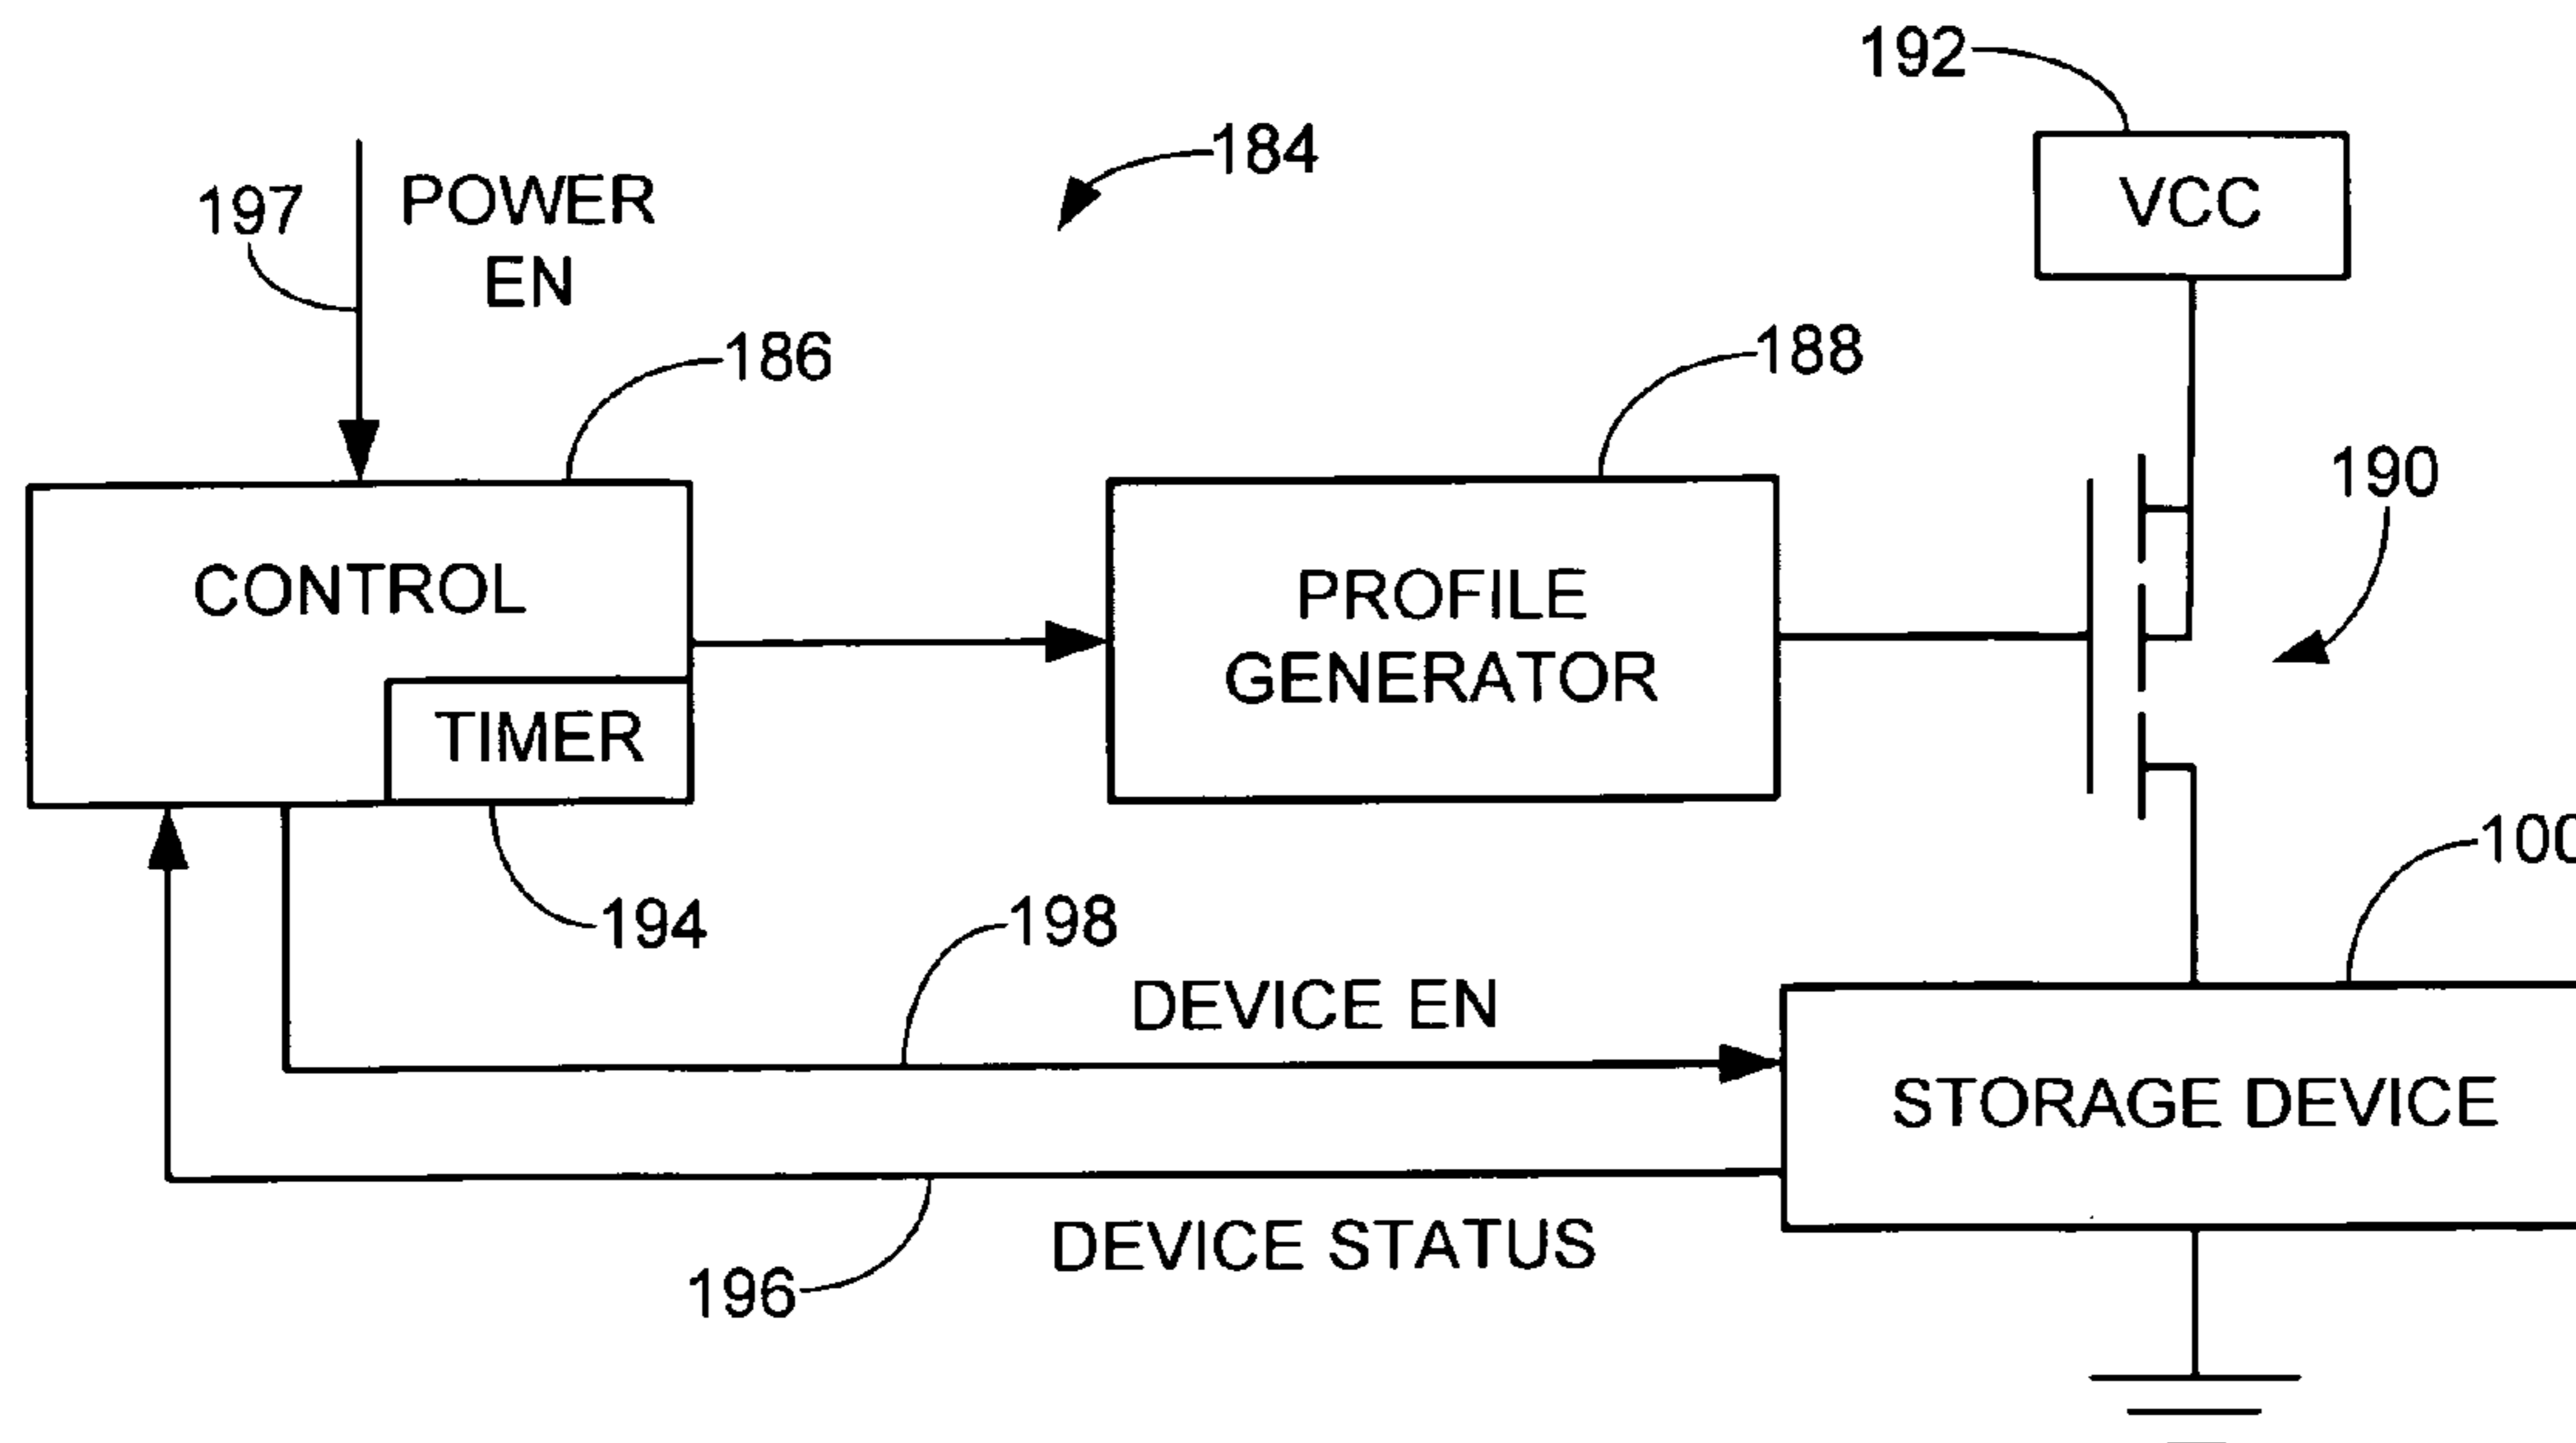 192
184
VCC
197
POWER
EN
186
188
190
CONTROL
PROFILE
GENERATOR
TIMER
100
194
198
DEVICE EN
STORAGE DEVICE
DEVICE STATUS
196